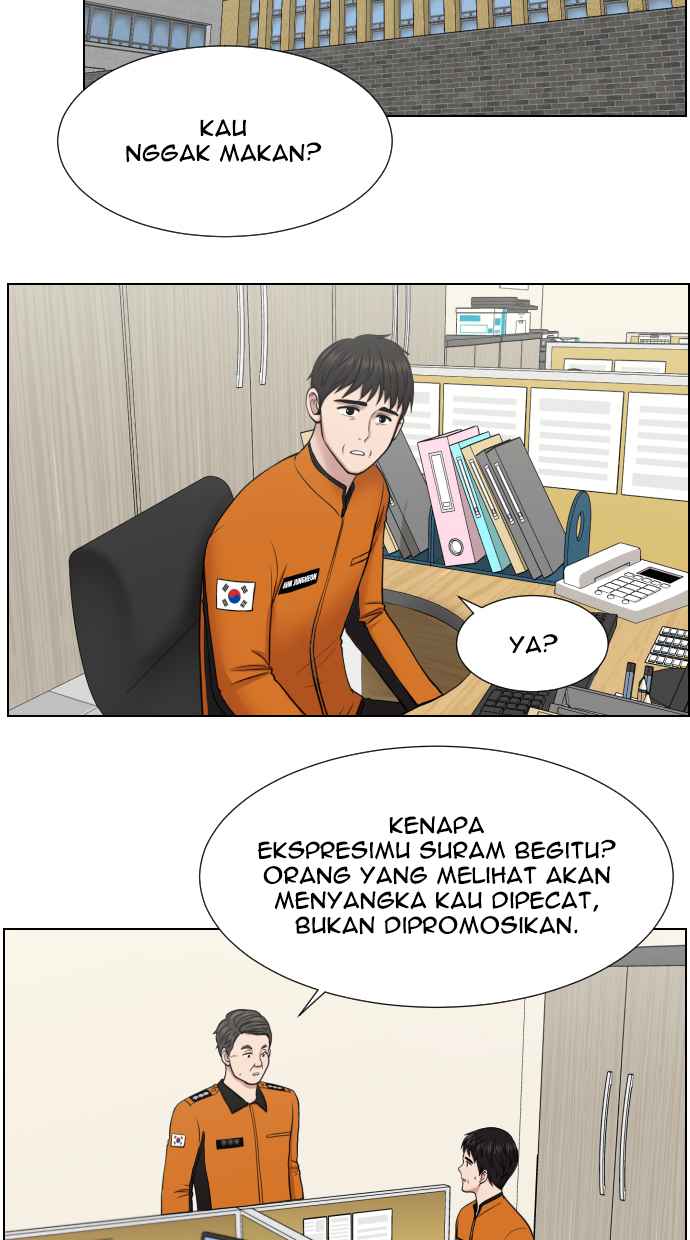 KAU
NGGAK MAKAN?
YA?
KENAPA
EKSPRESIMU SURAM BEGITU?
ORANG YANG MELIHAT AKAN
MENYANGKA KAU DIPECAT,
BUKAN DIPROMOSIKAN.